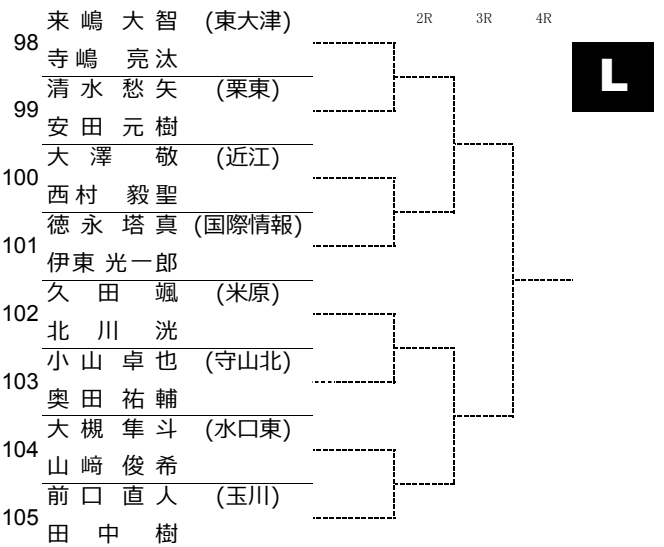 2R 3R 4R
L
98 来嶋大智 (東大津)
寺嶋亮汰
99 清水愁矢 (栗東)
安田元樹
100 大澤敬 (近江)
西村毅聖
101 徳永塔真 (国際情報)
伊東光一郎
102 久田颯 (米原)
北川洸
103 小山卓也 (守山北)
奥田祐輔
104 大槻隼斗 (水口東)
山﨑俊希
105 前口直人 (玉川)
田中樹